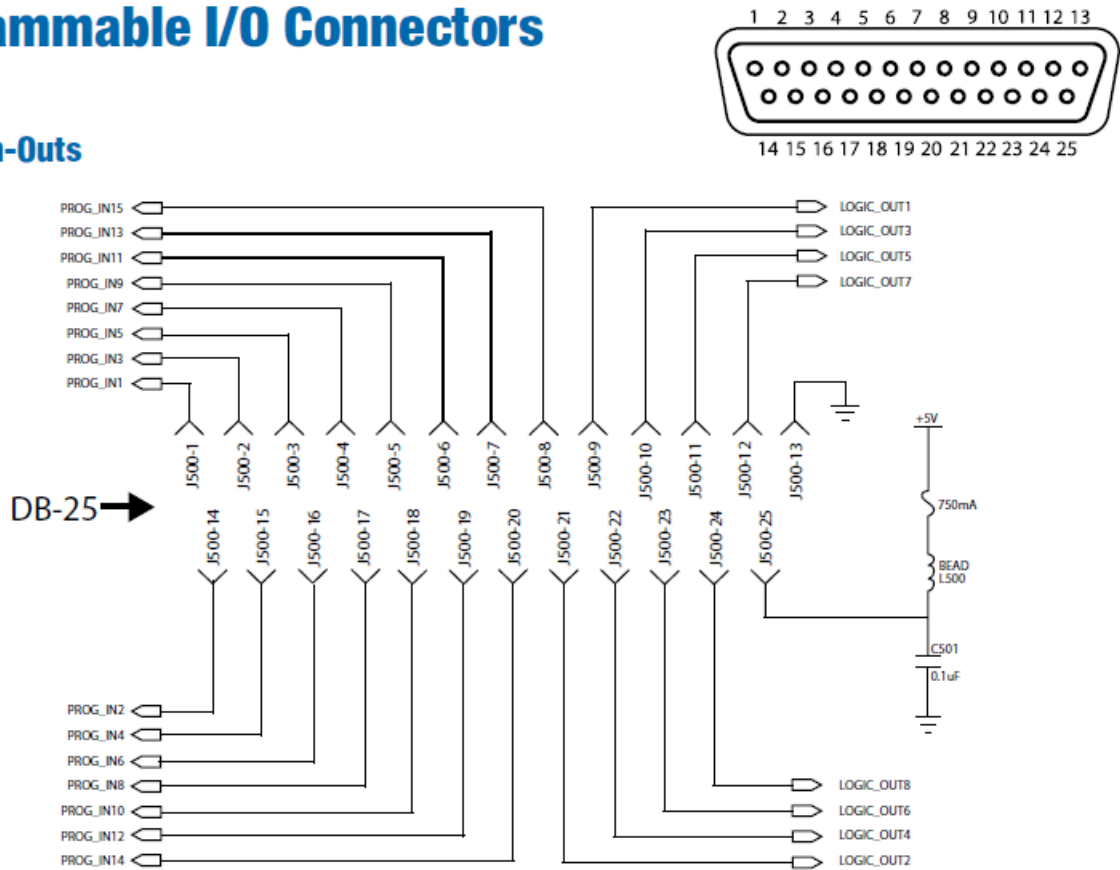 ammable I/O Connectors
1 2 3 4 5 6 7 8 9 10 11 12 13
14 15 16 17 18 19 20 21 22 23 24 25
n-Outs
PROG_IN15
PROG_IN13
PROG_IN11
PROG_IN9
PROG_IN7
PROG_IN5
PROG_IN3
PROG_IN1
LOGIC_OUT1
LOGIC_OUT3
LOGIC_OUT5
LOGIC_OUT7
J500-1
J500-2
J500-3
J500-4
J500-5
J500-6
J500-7
J500-8
J500-9
J500-10
J500-11
J500-12
J500-13
DB-25
J500-14
J500-15
J500-16
J500-17
J500-18
J500-19
J500-20
J500-21
J500-22
J500-23
J500-24
J500-25
+5V
750mA
BEAD
L500
C501
0.1uF
PROG_IN2
PROG_IN4
PROG_IN6
PROG_IN8
PROG_IN10
PROG_IN12
PROG_IN14
LOGIC_OUT8
LOGIC_OUT6
LOGIC_OUT4
LOGIC_OUT2